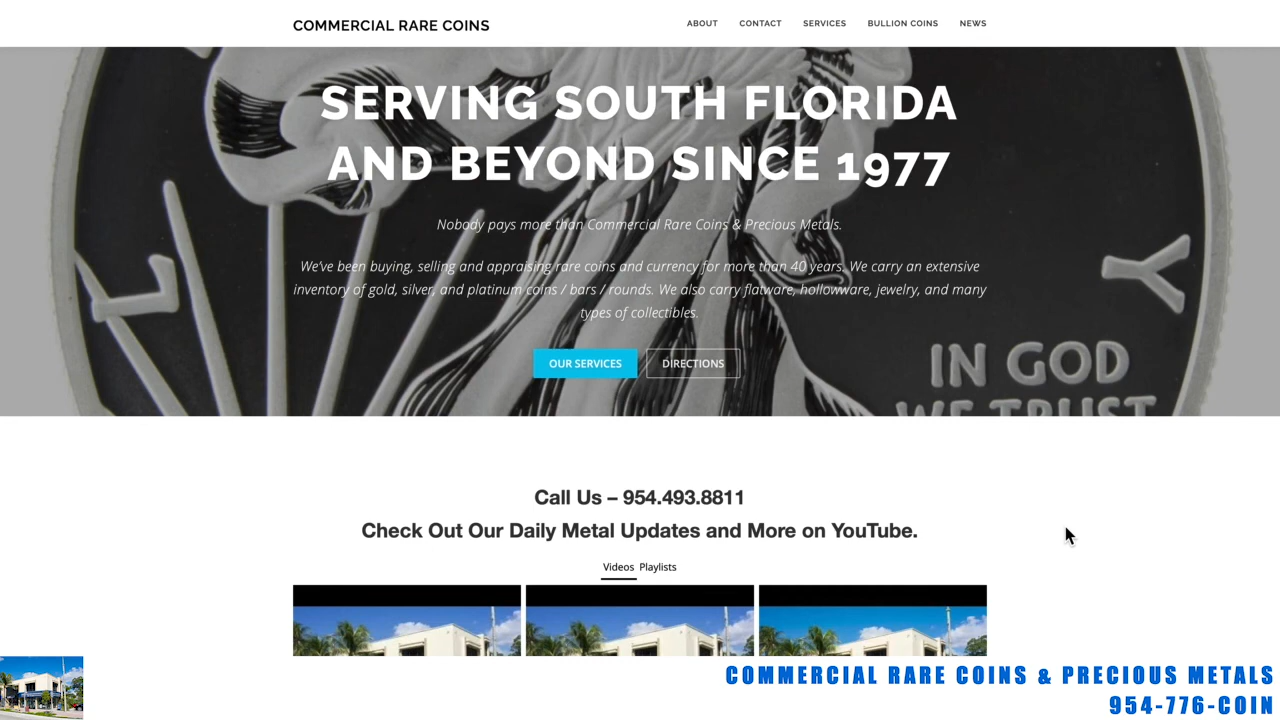 COMMERCIAL RARE COINS
ABOUT CONTACT SERVICES BULLION COINS NEWS
SERVING SOUTH FLORIDA
AND BEYOND SINCE 1977
Nobody pays more than Commercial Rare Coins & Precious Metals.
We've been buying, selling and appraising rare coins and currency for more than 40 years. We carry an extensive
inventory of gold, silver, and platinum coins / bars / rounds. We also carry flatware, hollowware, jewelry, and many
types of collectibles.
OUR SERVICES DIRECTIONS
L
Y
IN GOD
WE TRUST
Call Us – 954.493.8811
Check Out Our Daily Metal Updates and More on YouTube.
Videos Playlists
COMMERCIAL RARE COINS & PRECIOUS METALS
954-776-COIN